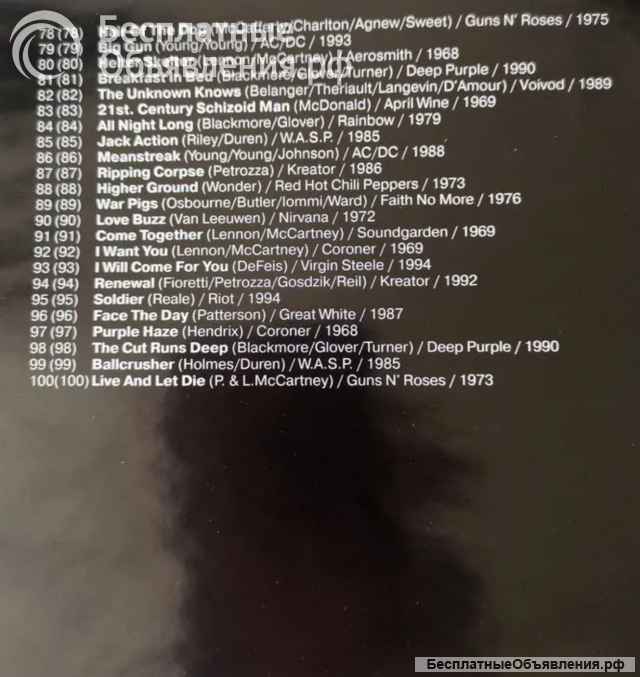 Бесплатные
Объявления.рф
78 (78) /Charlton/Agnew/Sweet) / Guns N' Roses / 1975
79 (79) Big Gun (Young/Young) / AC/DC / 1993
80 (80) /Aerosmith / 1968
81 (81) /Turner) / Deep Purple / 1990
82 (82) The Unknown Knows (Belanger/Theriault/Langevin/D'Amour) / Voivod / 1989
83 (83) 21st. Century Schizoid Man (McDonald) / April Wine / 1969
84 (84) All Night Long (Blackmore/Glover) / Rainbow / 1979
85 (85) Jack Action (Riley/Duren) / W.A.S.P. / 1985
86 (86) Meanstreak (Young/Young/Johnson) / AC/DC / 1988
87 (87) Ripping Corpse (Petrozza) / Kreator / 1986
88 (88) Higher Ground (Wonder) / Red Hot Chili Peppers / 1973
89 (89) War Pigs (Osbourne/Butler/Iommi/Ward) / Faith No More / 1976
90 (90) Love Buzz (Van Leeuwen) / Nirvana / 1972
91 (91) Come Together (Lennon/McCartney) / Soundgarden / 1969
92 (92) I Want You (Lennon/McCartney) / Coroner / 1969
93 (93) I Will Come For You (DeFeis) / Virgin Steele / 1994
94 (94) Renewal (Fioretti/Petrozza/Gosdzik/Reil) / Kreator / 1992
95 (95) Soldier (Reale) / Riot / 1994
96 (96) Face The Day (Patterson) / Great White / 1987
97 (97) Purple Haze (Hendrix) / Coroner / 1968
98 (98) The Cut Runs Deep (Blackmore/Glover/Turner) / Deep Purple / 1990
99 (99) Ballcrusher (Holmes/Duren) / W.A.S.P. / 1985
100(100) Live And Let Die (P. & L.McCartney) / Guns N' Roses / 1973
БесплатныеОбъявления.рф